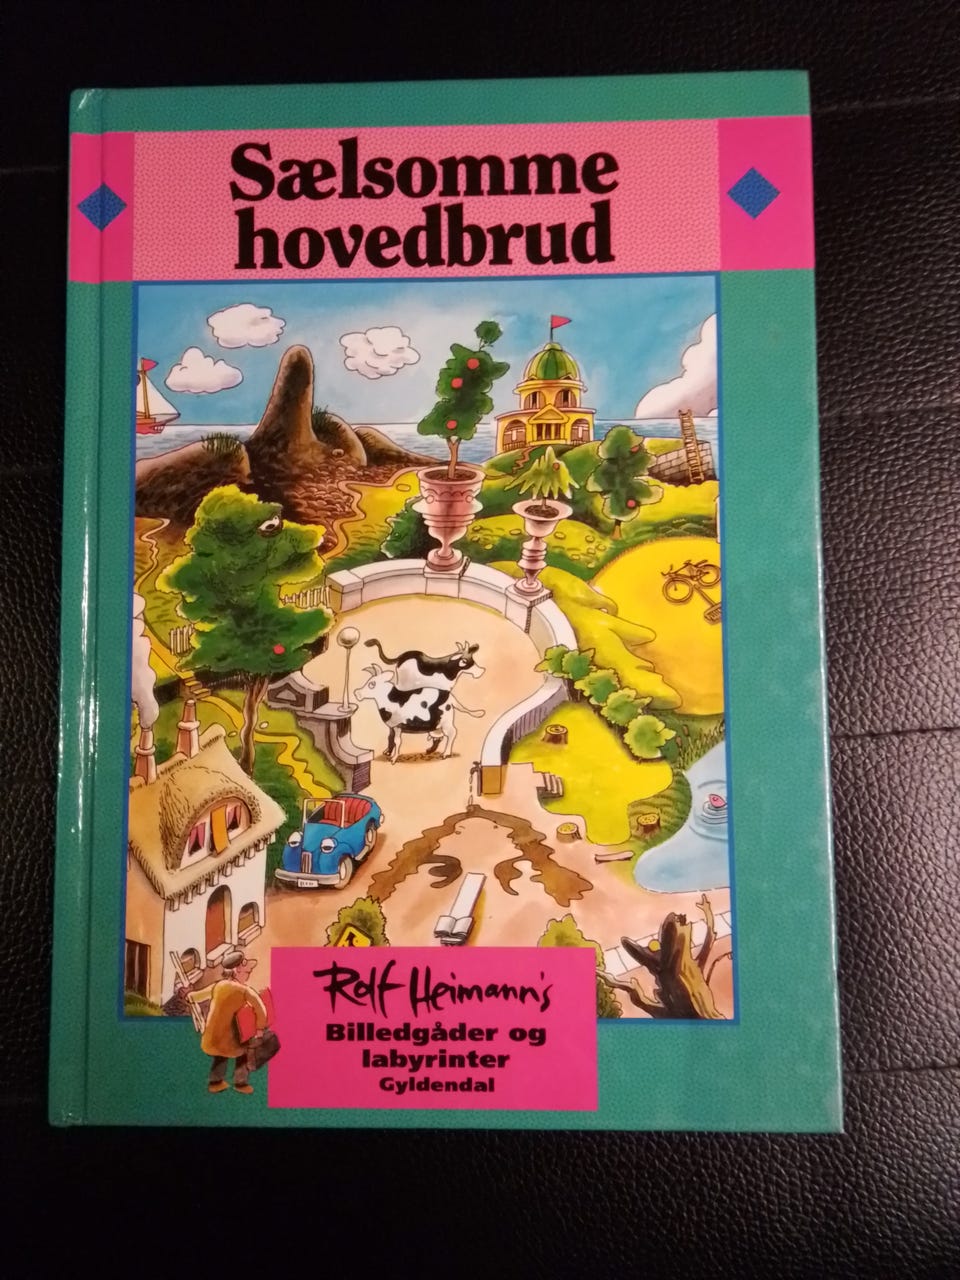 Sælsomme
hovedbrud
Rolf Heimann's
Billedgåder og
labyrinter
Gyldendal